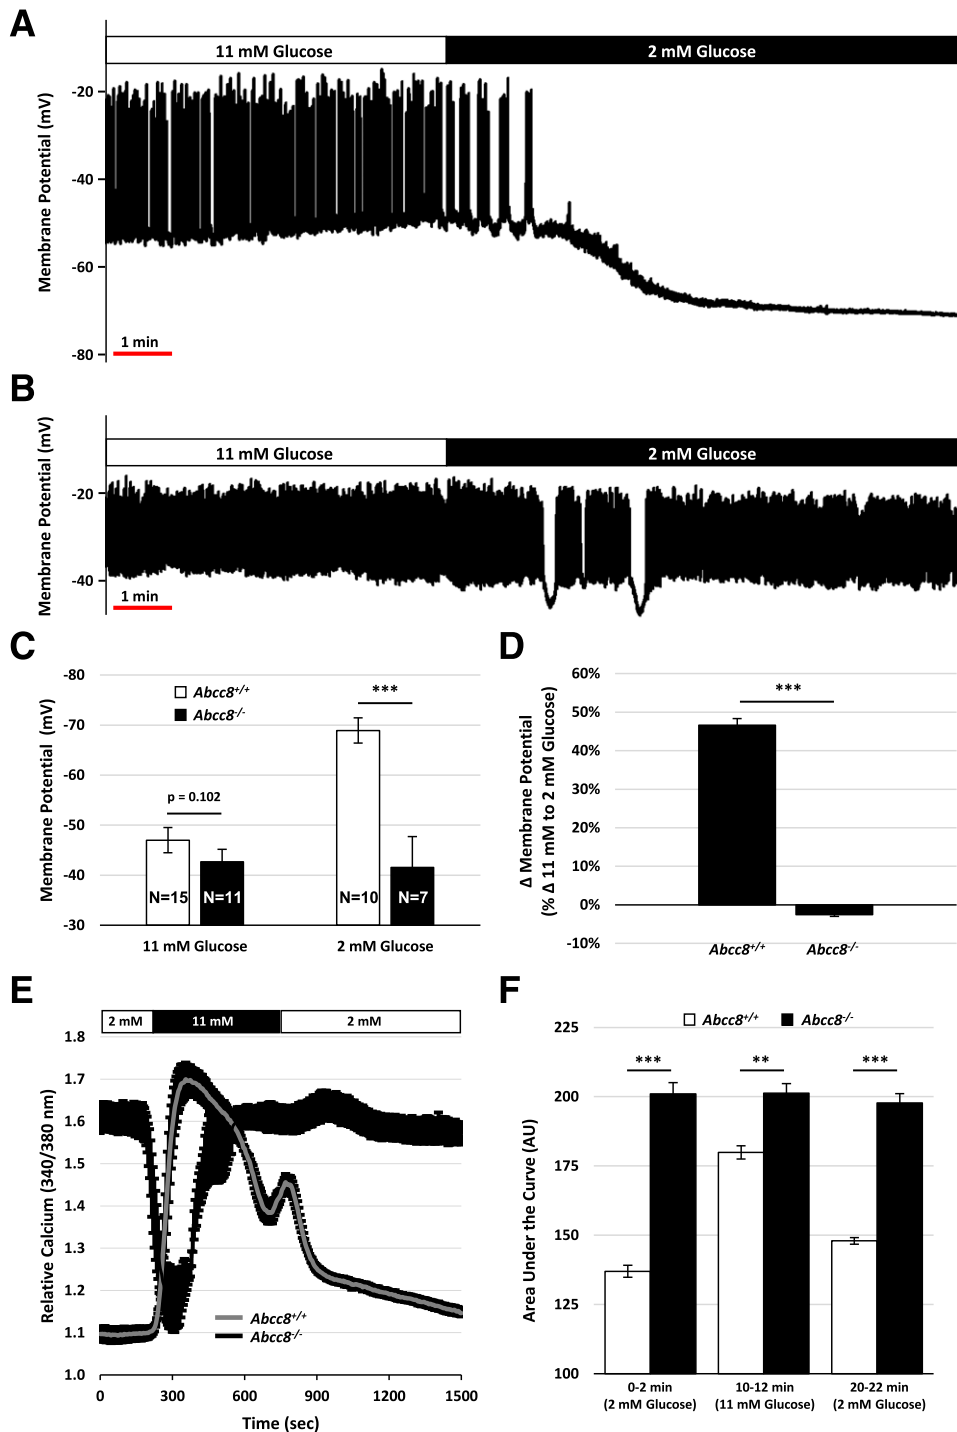 A
11 mM Glucose
2 mM Glucose
Membrane Potential (mV)
-20
-40
-60
-80
1 min
B
11 mM Glucose
2 mM Glucose
Membrane Potential (mV)
-20
-40
1 min
C
Membrane Potential (mV)
-80
-70
-60
-50
-40
-30
Abcc8+/+
Abcc8-/-
p = 0.102
***
N=15
N=11
N=10
N=7
11 mM Glucose
2 mM Glucose
D
Δ Membrane Potential
(% Δ 11 mM to 2 mM Glucose)
60%
50%
40%
30%
20%
10%
0%
-10%
***
Abcc8+/+
Abcc8-/-
E
2 mM
11 mM
2 mM
Relative Calcium (340/380 nm)
1.8
1.7
1.6
1.5
1.4
1.3
1.2
1.1
1.0
Abcc8+/+
Abcc8-/-
0
300
600
900
1200
1500
Time (sec)
F
Area Under the Curve (AU)
225
200
175
150
125
100
Abcc8+/+
Abcc8-/-
***
**
***
0-2 min
(2 mM Glucose)
10-12 min
(11 mM Glucose)
20-22 min
(2 mM Glucose)